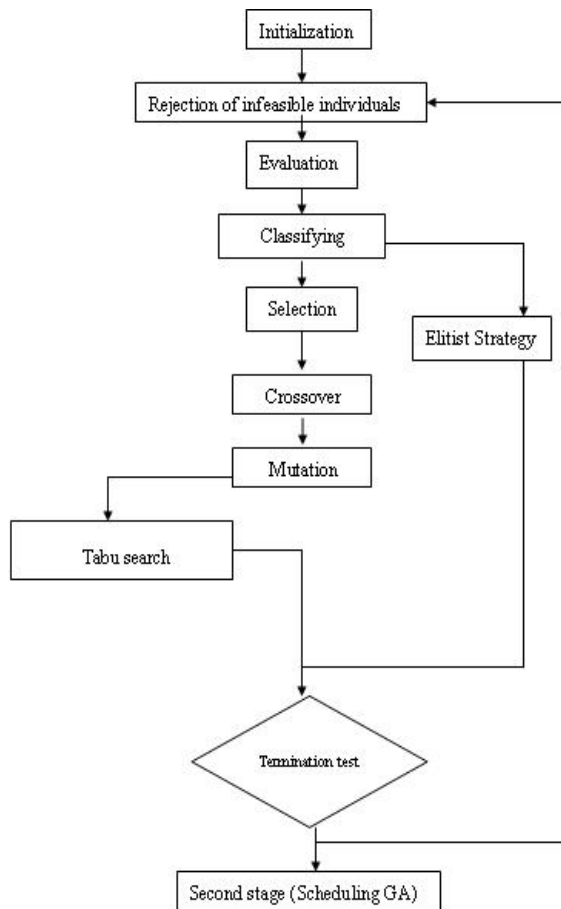 Initialization
Rejection of infeasible individuals
Evaluation
Classifying
Selection
Elitist Strategy
Crossover
Mutation
Tabu search
Termination test
Second stage (Scheduling GA)